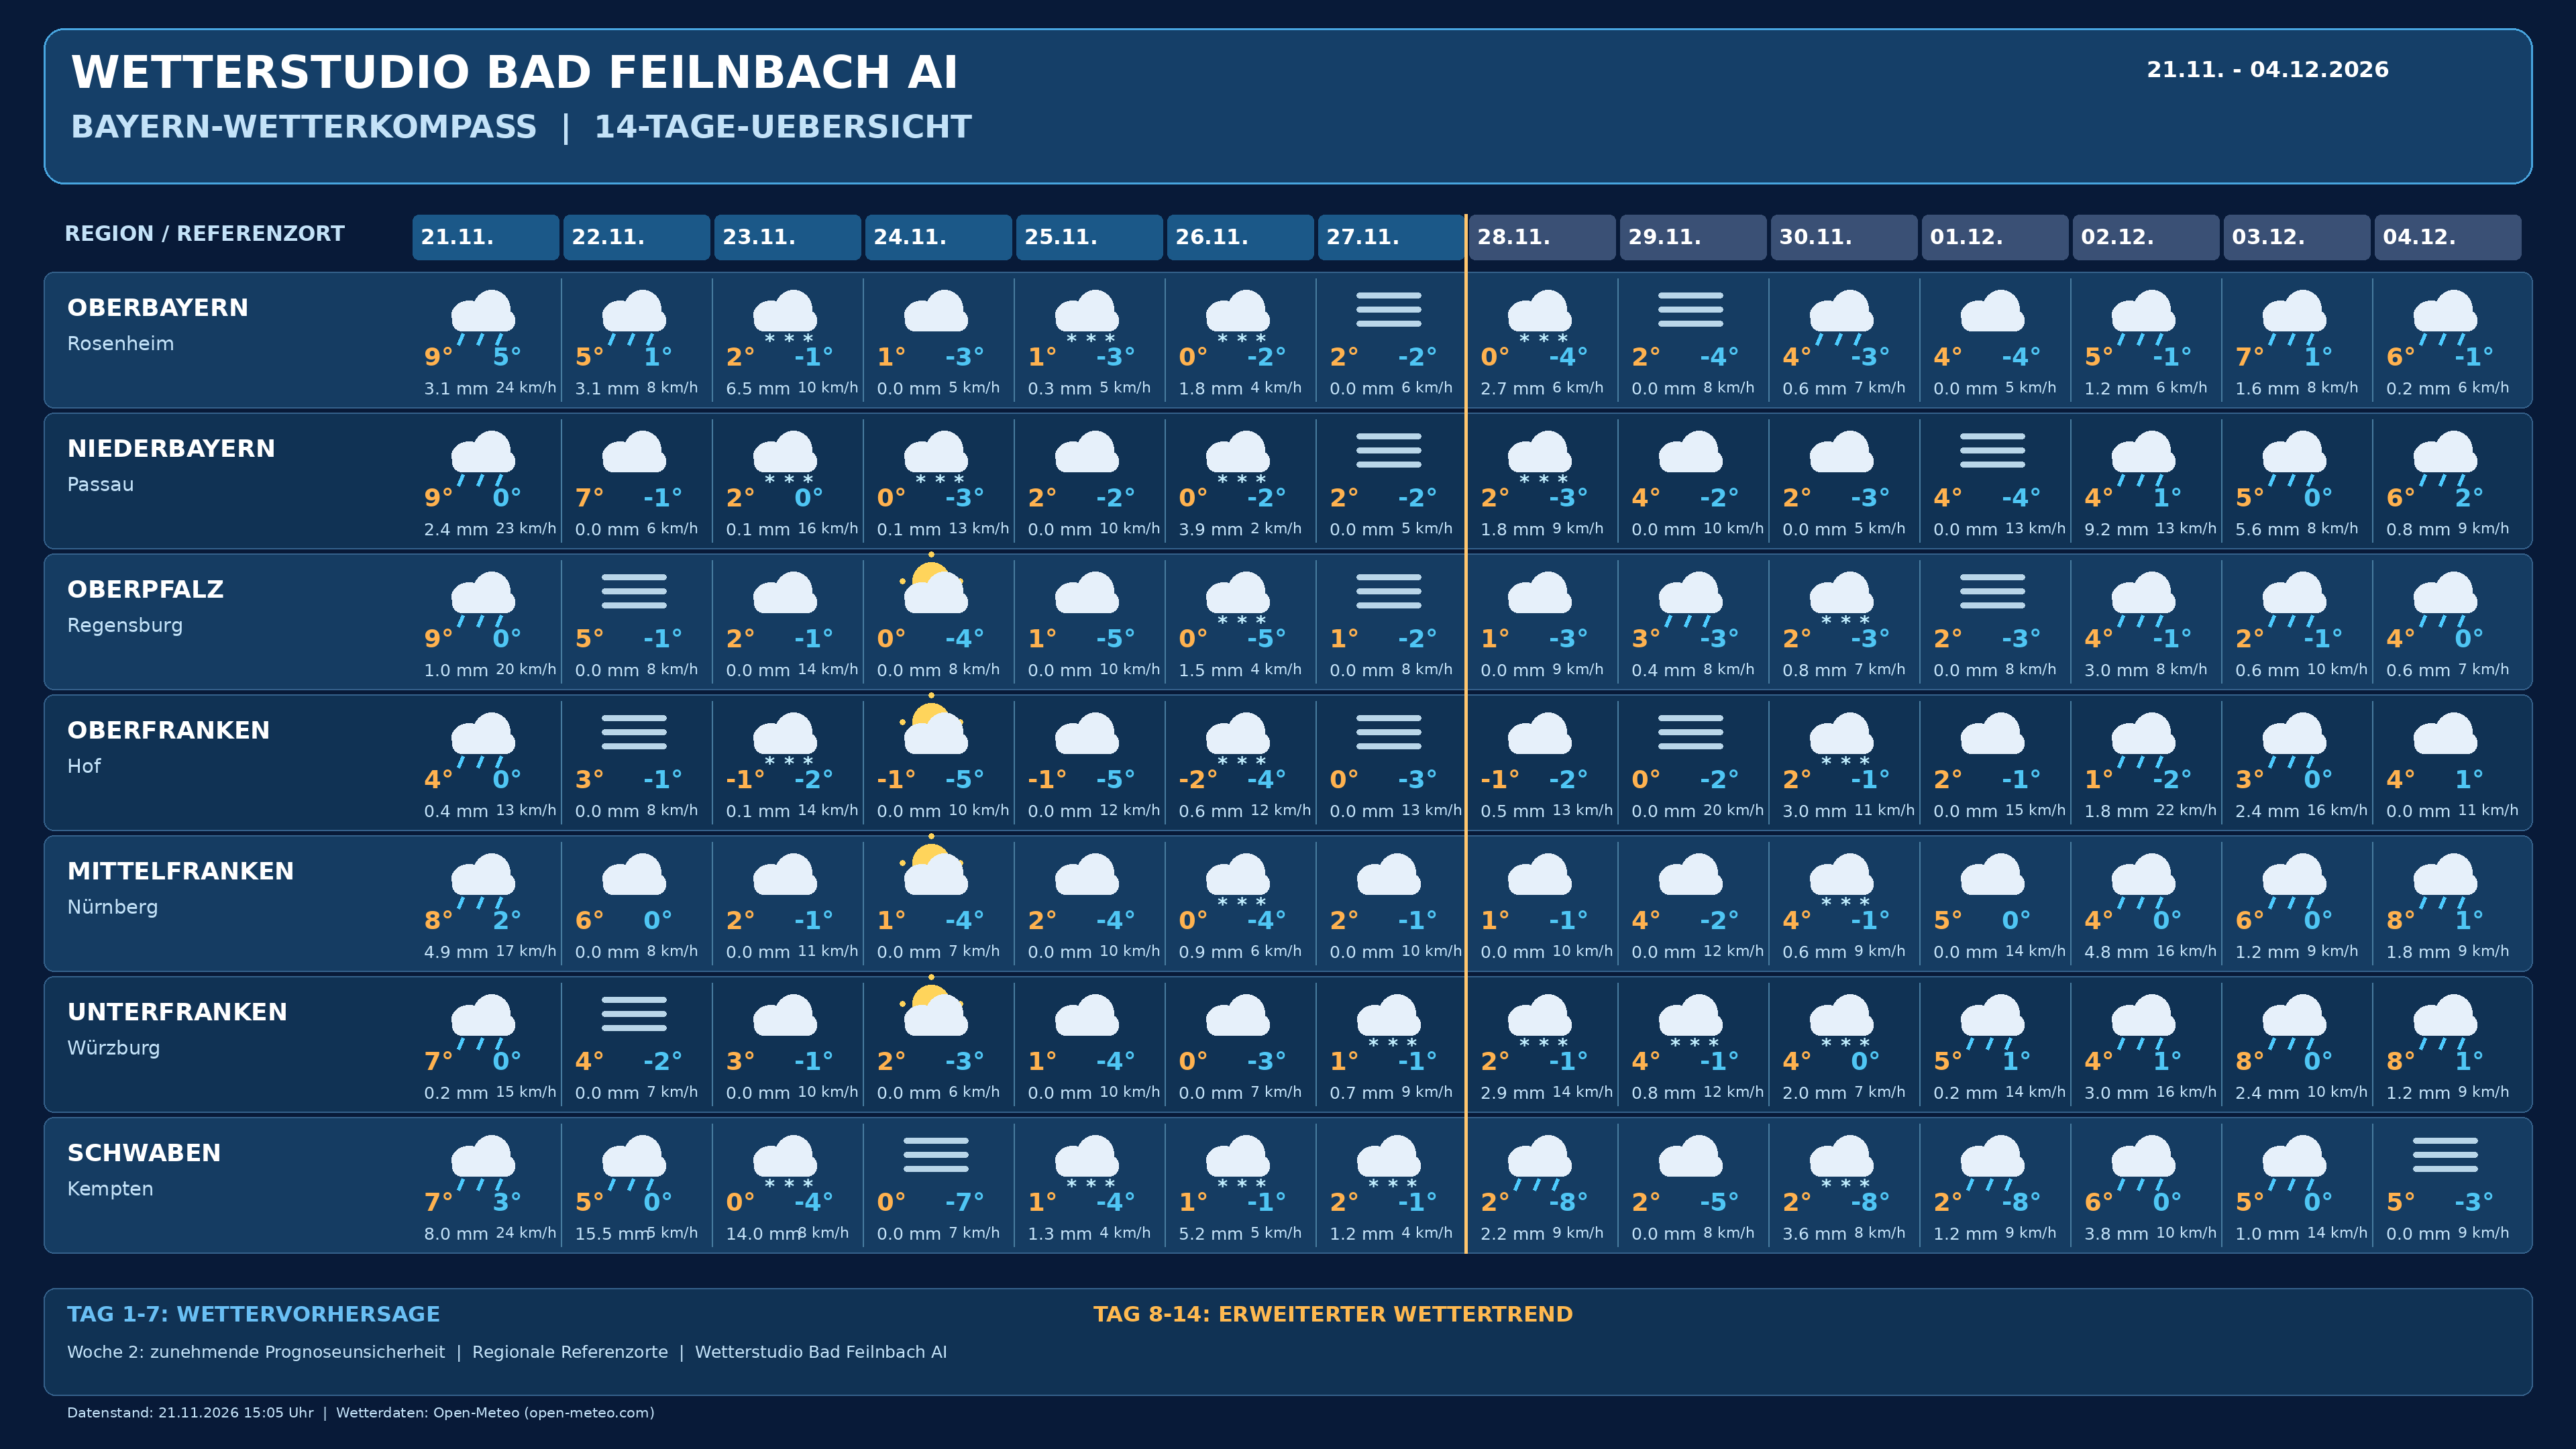 WETTERSTUDIO BAD FEILNBACH AI
21.11. - 04.12.2026
BAYERN-WETTERKOMPASS | 14-TAGE-UEBERSICHT
REGION / REFERENZORT 21.11. 22.11. 23.11. 24.11. 25.11. 26.11. 27.11. 28.11. 29.11. 30.11. 01.12. 02.12. 03.12. 04.12.
OBERBAYERN
Rosenheim
9° 5° 5° 1° 2° -1° 1° -3° 1° -3° 0° -2° 2° -2° 0° -4° 2° -4° 4° -3° 4° -4° 5° -1° 7° 1° 6° -1°
3.1 mm 24 km/h 3.1 mm 8 km/h 6.5 mm 10 km/h 0.0 mm 5 km/h 0.3 mm 5 km/h 1.8 mm 4 km/h 0.0 mm 6 km/h 2.7 mm 6 km/h 0.0 mm 8 km/h 0.6 mm 7 km/h 0.0 mm 5 km/h 1.2 mm 6 km/h 1.6 mm 8 km/h 0.2 mm 6 km/h
NIEDERBAYERN
Passau
9° 0° 7° -1° 2° 0° 0° -3° 2° -2° 0° -2° 2° -2° 2° -3° 4° -2° 2° -3° 4° -4° 4° 1° 5° 0° 6° 2°
2.4 mm 23 km/h 0.0 mm 6 km/h 0.1 mm 16 km/h 0.1 mm 13 km/h 0.0 mm 10 km/h 3.9 mm 2 km/h 0.0 mm 5 km/h 1.8 mm 9 km/h 0.0 mm 10 km/h 0.0 mm 5 km/h 0.0 mm 13 km/h 9.2 mm 13 km/h 5.6 mm 8 km/h 0.8 mm 9 km/h
OBERPFALZ
Regensburg
9° 0° 5° -1° 2° -1° 0° -4° 1° -5° 0° -5° 1° -2° 1° -3° 3° -3° 2° -3° 2° -3° 4° -1° 2° -1° 4° 0°
1.0 mm 20 km/h 0.0 mm 8 km/h 0.0 mm 14 km/h 0.0 mm 8 km/h 0.0 mm 10 km/h 1.5 mm 4 km/h 0.0 mm 8 km/h 0.0 mm 9 km/h 0.4 mm 8 km/h 0.8 mm 7 km/h 0.0 mm 8 km/h 3.0 mm 8 km/h 0.6 mm 10 km/h 0.6 mm 7 km/h
OBERFRANKEN
Hof
4° 0° 3° -1° -1° -2° -1° -5° -1° -5° -2° -4° 0° -3° -1° -2° 0° -2° 2° -1° 2° -1° 1° -2° 3° 0° 4° 1°
0.4 mm 13 km/h 0.0 mm 8 km/h 0.1 mm 14 km/h 0.0 mm 10 km/h 0.0 mm 12 km/h 0.6 mm 12 km/h 0.0 mm 13 km/h 0.5 mm 13 km/h 0.0 mm 20 km/h 3.0 mm 11 km/h 0.0 mm 15 km/h 1.8 mm 22 km/h 2.4 mm 16 km/h 0.0 mm 11 km/h
MITTELFRANKEN
Nürnberg
8° 2° 6° 0° 2° -1° 1° -4° 2° -4° 0° -4° 2° -1° 1° -1° 4° -2° 4° -1° 5° 0° 4° 0° 6° 0° 8° 1°
4.9 mm 17 km/h 0.0 mm 8 km/h 0.0 mm 11 km/h 0.0 mm 7 km/h 0.0 mm 10 km/h 0.9 mm 6 km/h 0.0 mm 10 km/h 0.0 mm 10 km/h 0.0 mm 12 km/h 0.6 mm 9 km/h 0.0 mm 14 km/h 4.8 mm 16 km/h 1.2 mm 9 km/h 1.8 mm 9 km/h
UNTERFRANKEN
Würzburg
7° 0° 4° -2° 3° -1° 2° -3° 1° -4° 0° -3° 1° -1° 2° -1° 4° -1° 4° 0° 5° 1° 4° 1° 8° 0° 8° 1°
0.2 mm 15 km/h 0.0 mm 7 km/h 0.0 mm 10 km/h 0.0 mm 6 km/h 0.0 mm 10 km/h 0.0 mm 7 km/h 0.7 mm 9 km/h 2.9 mm 14 km/h 0.8 mm 12 km/h 2.0 mm 7 km/h 0.2 mm 14 km/h 3.0 mm 16 km/h 2.4 mm 10 km/h 1.2 mm 9 km/h
SCHWABEN
Kempten
7° 3° 5° 0° 0° -4° 0° -7° 1° -4° 1° -1° 2° -1° 2° -8° 2° -5° 2° -8° 2° -8° 6° 0° 5° 0° 5° -3°
8.0 mm 24 km/h 15.5 mm 5 km/h 14.0 mm 8 km/h 0.0 mm 7 km/h 1.3 mm 4 km/h 5.2 mm 5 km/h 1.2 mm 4 km/h 2.2 mm 9 km/h 0.0 mm 8 km/h 3.6 mm 8 km/h 1.2 mm 9 km/h 3.8 mm 10 km/h 1.0 mm 14 km/h 0.0 mm 9 km/h
TAG 1-7: WETTERVORHERSAGE TAG 8-14: ERWEITERTER WETTERTREND
Woche 2: zunehmende Prognoseunsicherheit | Regionale Referenzorte | Wetterstudio Bad Feilnbach AI
Datenstand: 21.11.2026 15:05 Uhr | Wetterdaten: Open-Meteo (open-meteo.com)